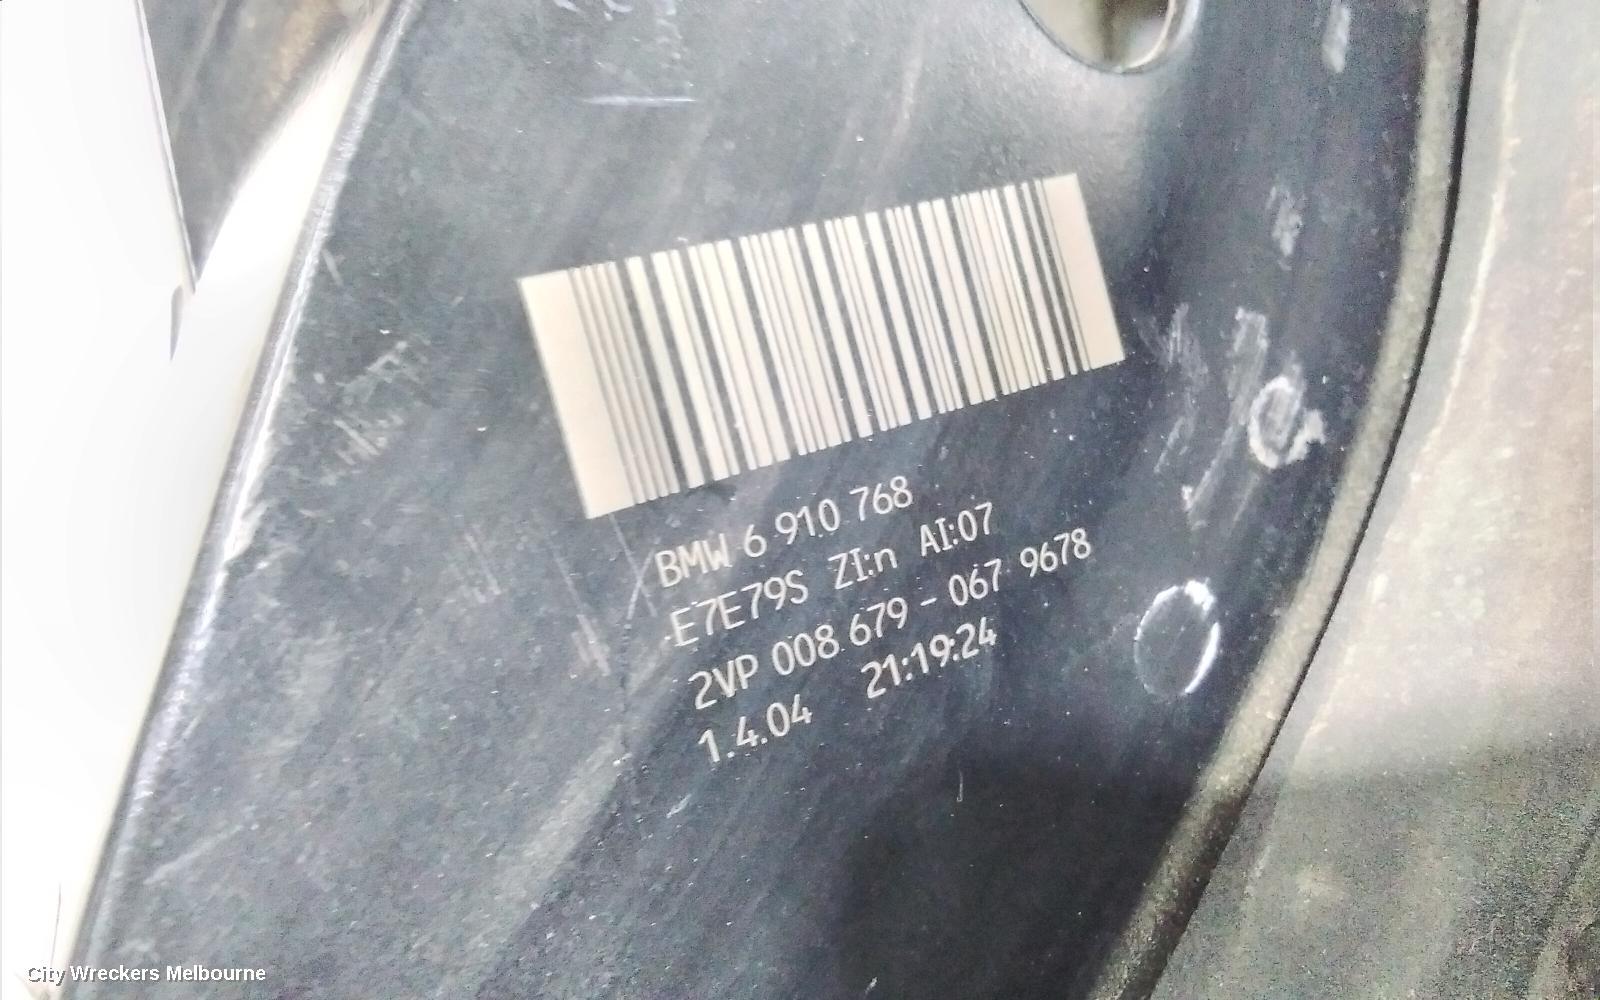 BMW 6 910 768
E7E79S ZI:n AI:07
2VP 008 679 - 067 9678
1.4.04 21:19:24
City Wreckers Melbourne